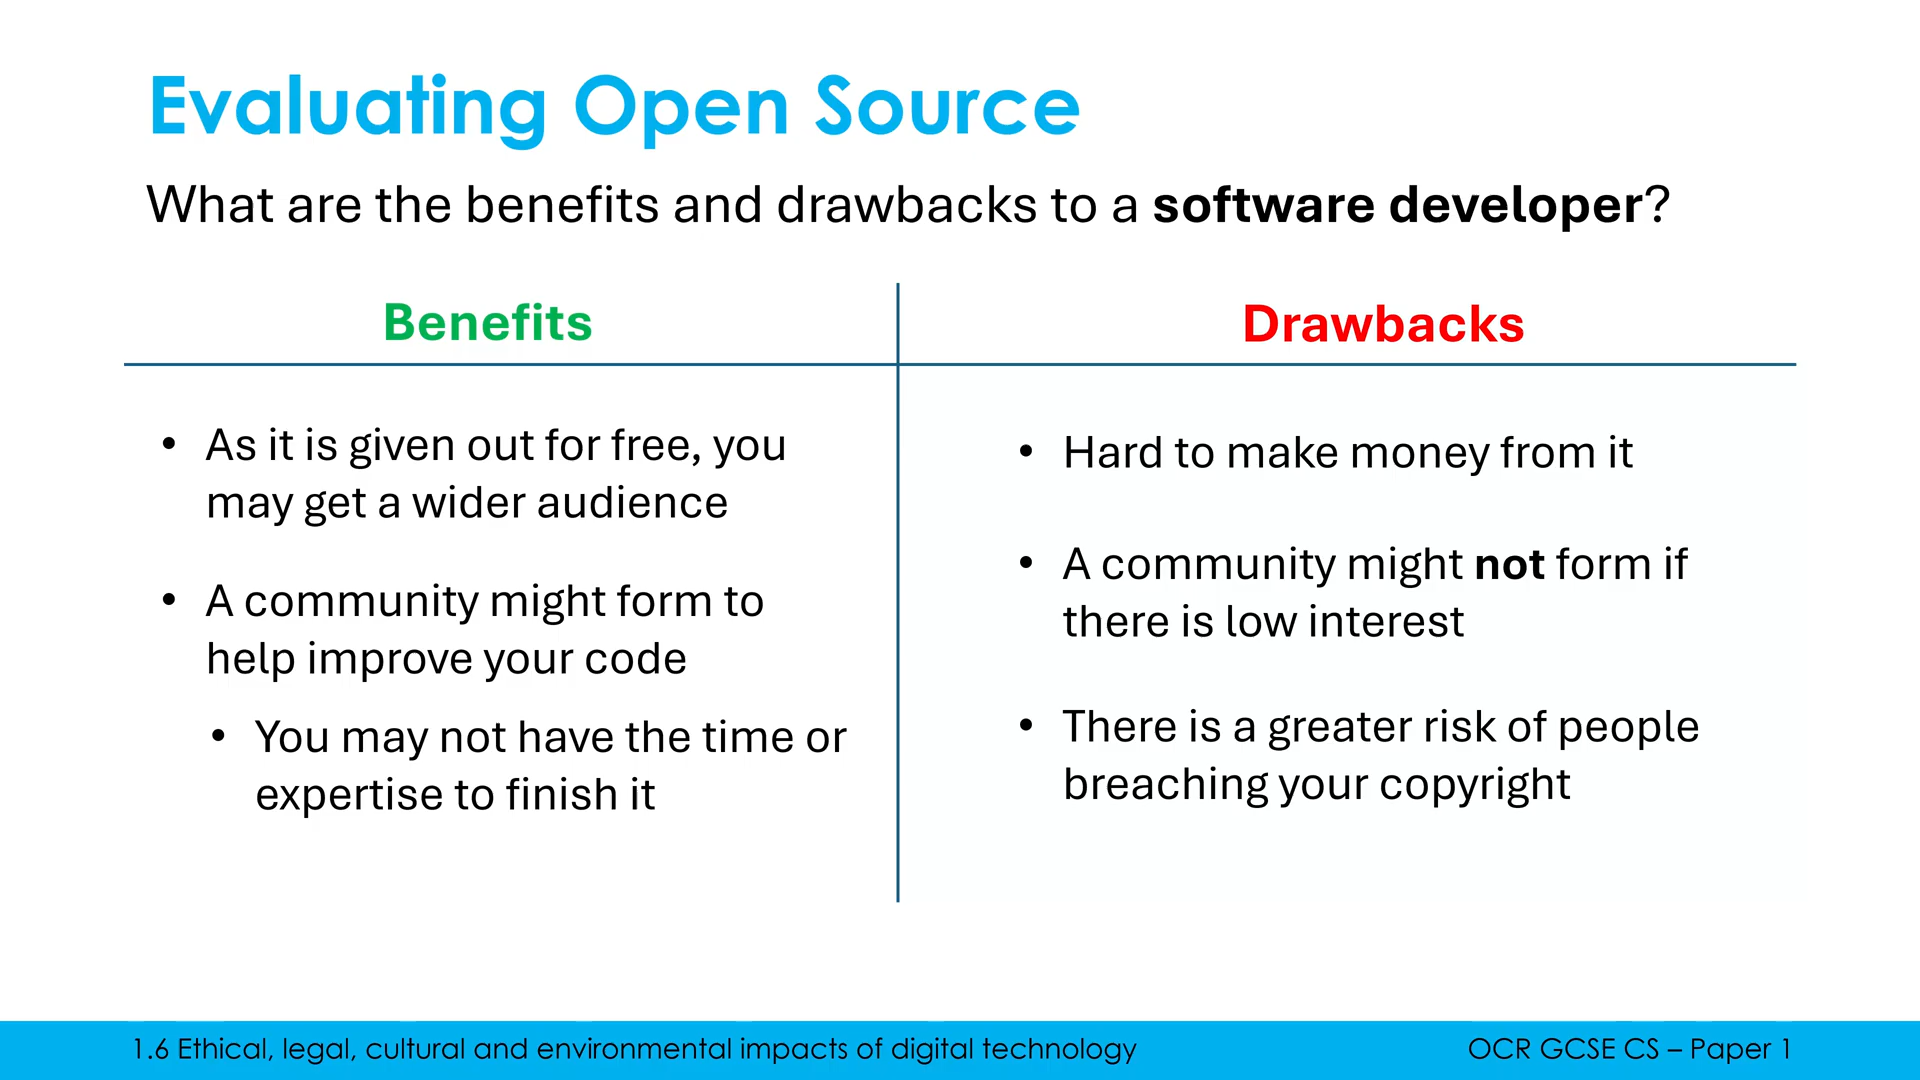 Evaluating Open Source
What are the benefits and drawbacks to a software developer?
Benefits
• As it is given out for free, you
may get a wider audience
• A community might form to
help improve your code
• You may not have the time or
expertise to finish it
Drawbacks
• Hard to make money from it
• A community might not form if
there is low interest
• There is a greater risk of people
breaching your copyright
1.6 Ethical, legal, cultural and environmental impacts of digital technology
OCR GCSE CS – Paper 1